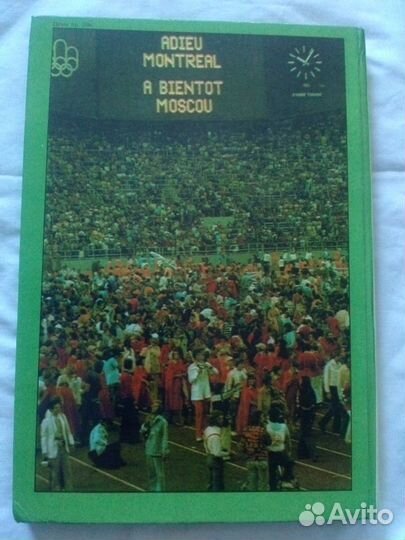 ADIEU
MONTREAL
A BIENTOT
MOSCOU
Avito